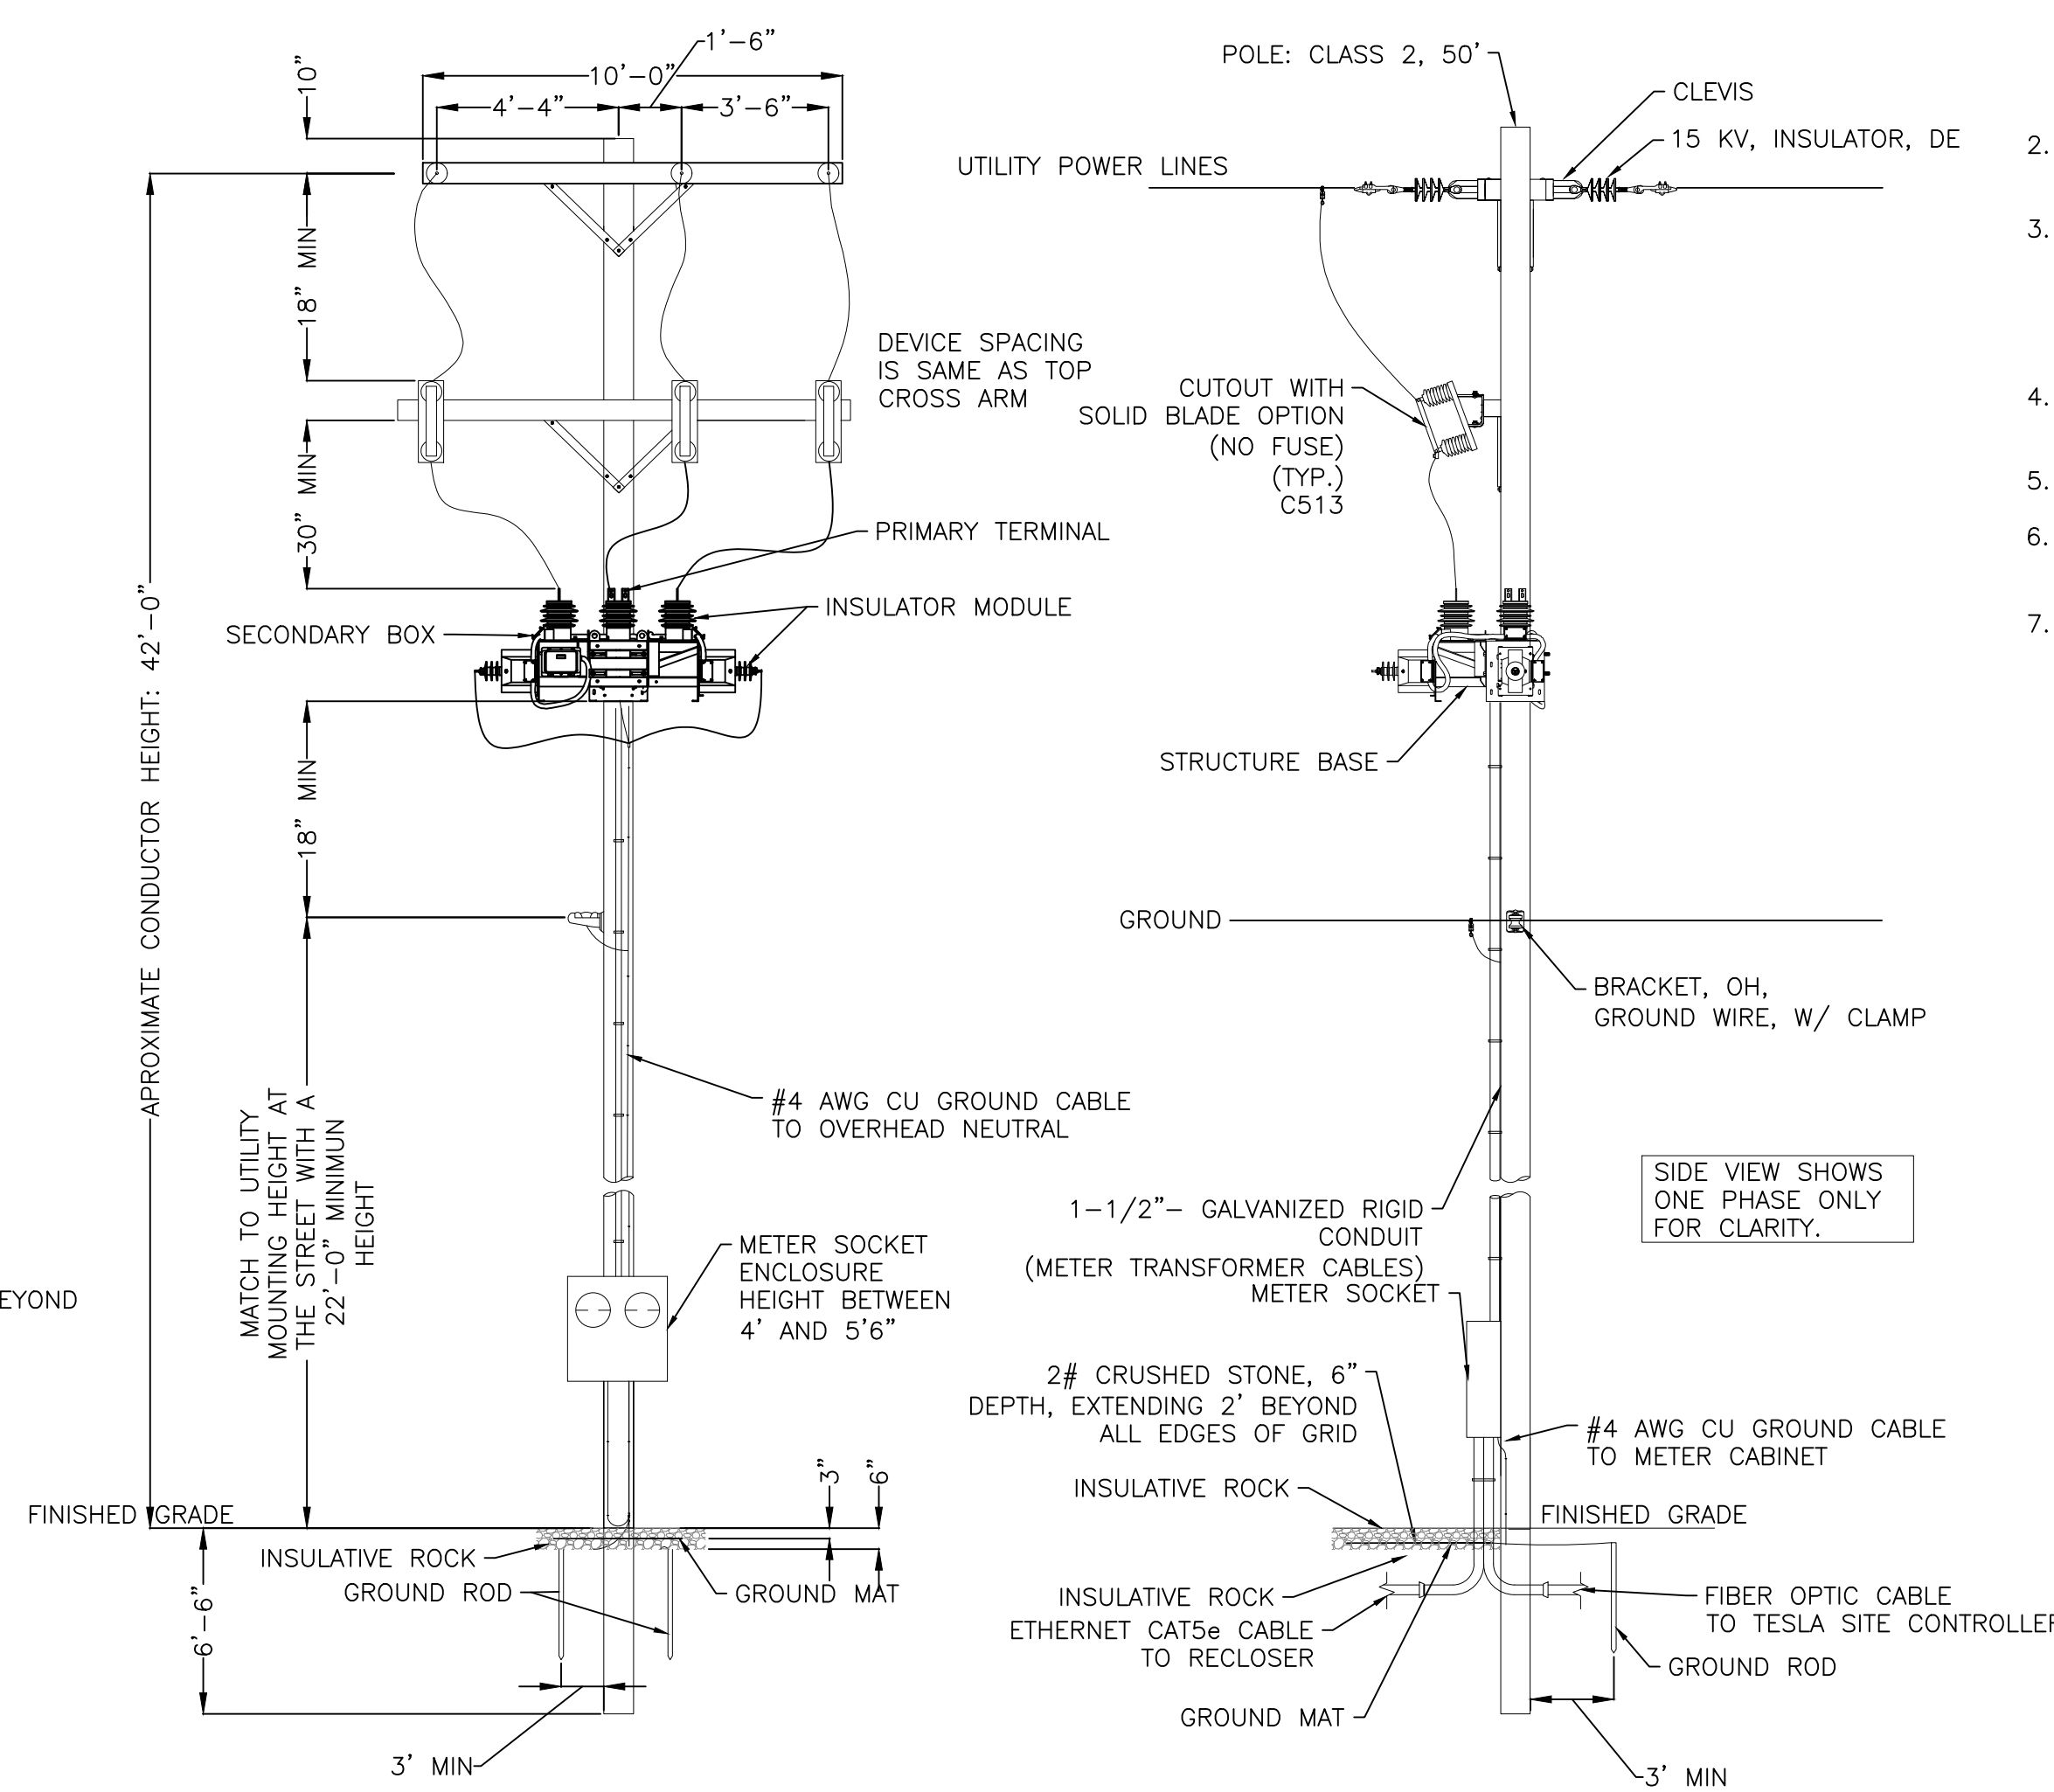 1'-6"
10'-0"
4'-4"
3'-6"
10"
18" MIN
30" MIN
18" MIN
APROXIMATE CONDUCTOR HEIGHT: 42'-0"
DEVICE SPACING
IS SAME AS TOP
CROSS ARM
PRIMARY TERMINAL
INSULATOR MODULE
SECONDARY BOX
#4 AWG CU GROUND CABLE
TO OVERHEAD NEUTRAL
MATCH TO UTILITY
MOUNTING HEIGHT AT
THE STREET WITH A
22'-0" MINIMUN
HEIGHT
METER SOCKET
ENCLOSURE
HEIGHT BETWEEN
4' AND 5'6"
EYOND
3"
6"
FINISHED GRADE
INSULATIVE ROCK
GROUND ROD
GROUND MAT
6'-6"
3' MIN
POLE: CLASS 2, 50'
CLEVIS
15 KV, INSULATOR, DE
UTILITY POWER LINES
CUTOUT WITH
SOLID BLADE OPTION
(NO FUSE)
(TYP.)
C513
STRUCTURE BASE
GROUND
BRACKET, OH,
GROUND WIRE, W/ CLAMP
1-1/2"- GALVANIZED RIGID
CONDUIT
(METER TRANSFORMER CABLES)
METER SOCKET
SIDE VIEW SHOWS
ONE PHASE ONLY
FOR CLARITY.
2# CRUSHED STONE, 6"
DEPTH, EXTENDING 2' BEYOND
ALL EDGES OF GRID
INSULATIVE ROCK
#4 AWG CU GROUND CABLE
TO METER CABINET
FINISHED GRADE
INSULATIVE ROCK
ETHERNET CAT5e CABLE
TO RECLOSER
FIBER OPTIC CABLE
TO TESLA SITE CONTROLLER
GROUND ROD
GROUND MAT
3' MIN
2.
3.
4.
5.
6.
7.